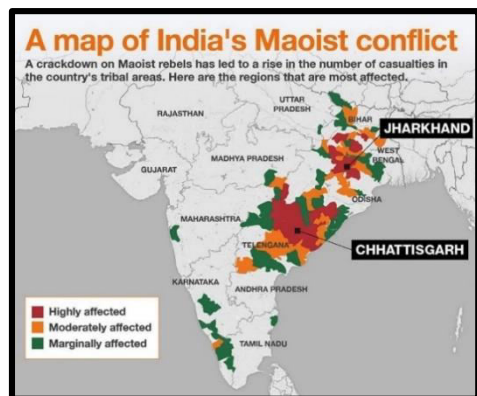 A map of India's Maoist conflict
A crackdown on Maoist rebels has led to a rise in the number of casualties in
the country's tribal areas. Here are the regions that are most affected.
UTTAR
PRADESH
RAJASTHAN
BIHAR
JHARKHAND
WEST
BENGAL
MADHYA PRADESH
GUJARAT
ODISHA
MAHARASHTRA
CHHATTISGARH
TELENGANA
KARNATAKA
ANDHRA PRADESH
Highly affected
Moderately affected
Marginally affected
TAMIL NADU